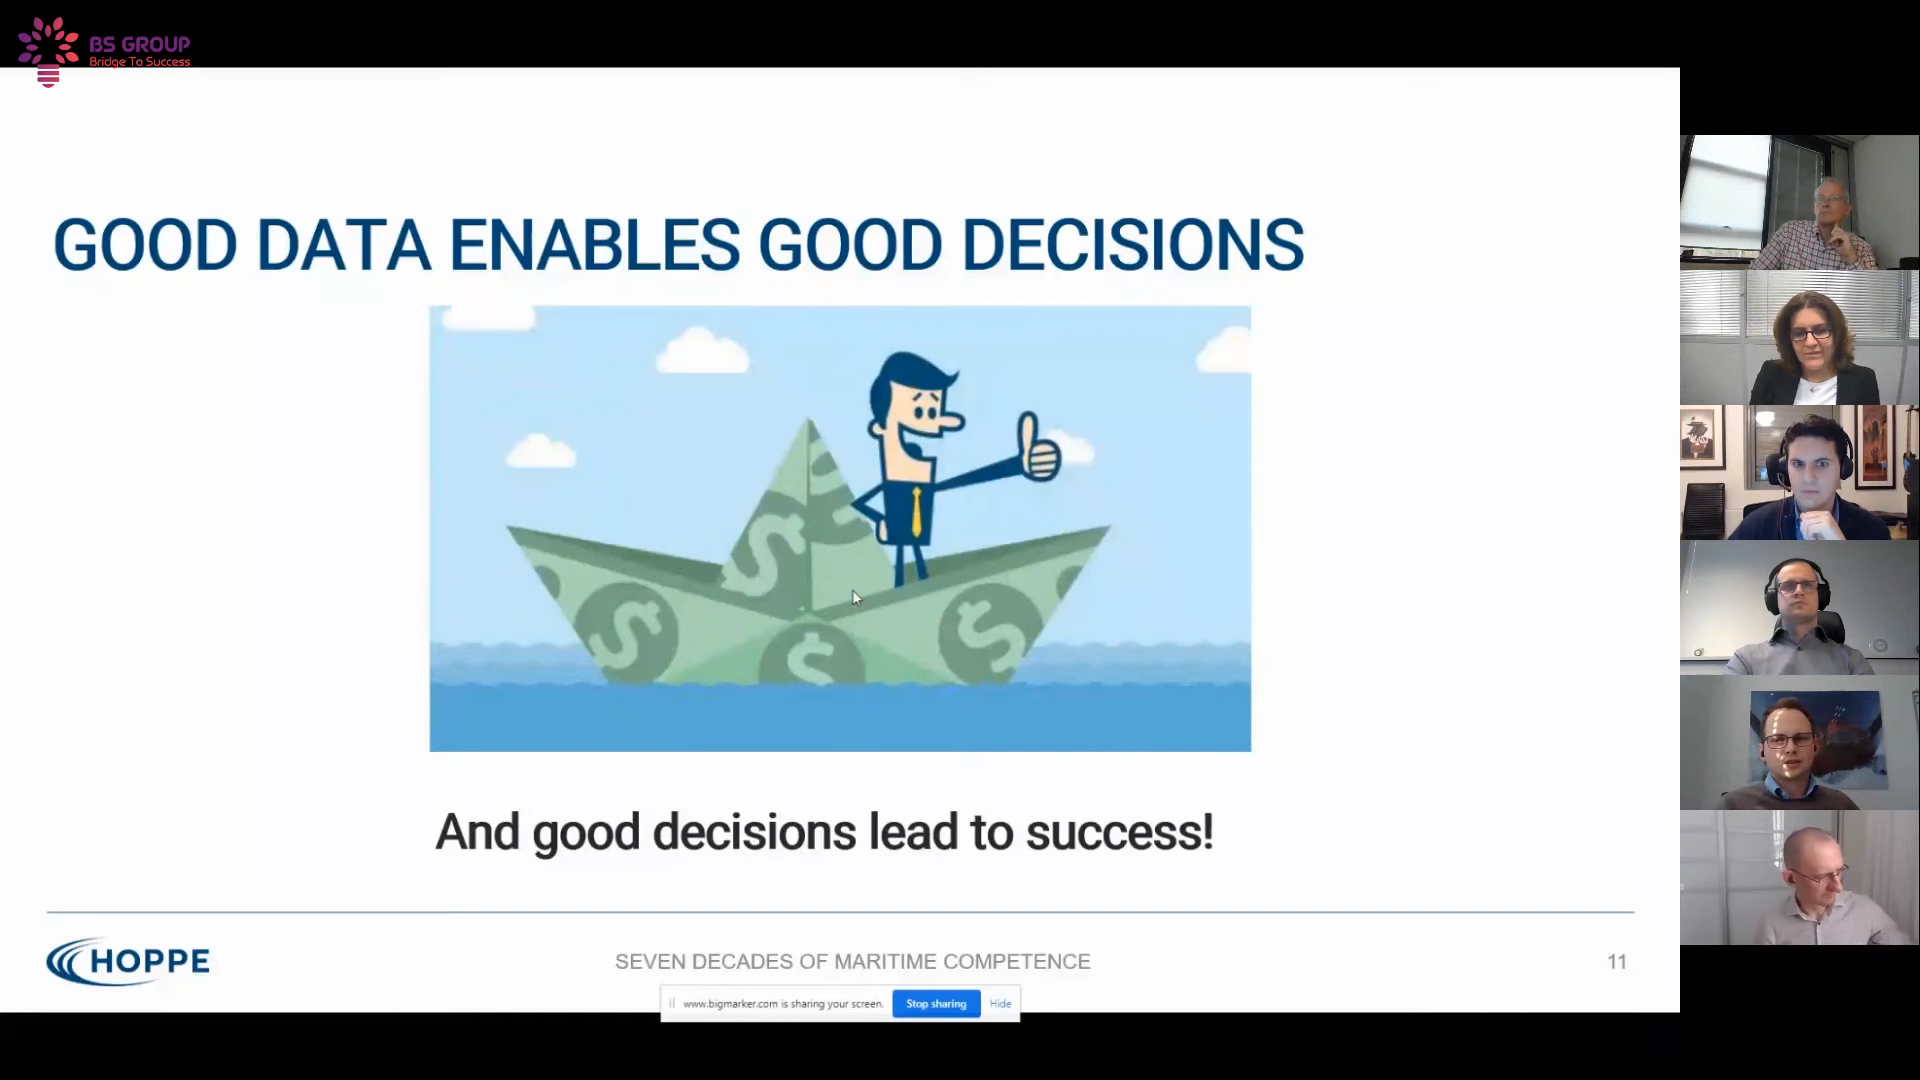 BS GROUP
Bridge To Success
GOOD DATA ENABLES GOOD DECISIONS
$ $ $ $
And good decisions lead to success!
HOPPE
SEVEN DECADES OF MARITIME COMPETENCE
11
www.bigmarker.com is sharing your screen.
Stop sharing
Hide